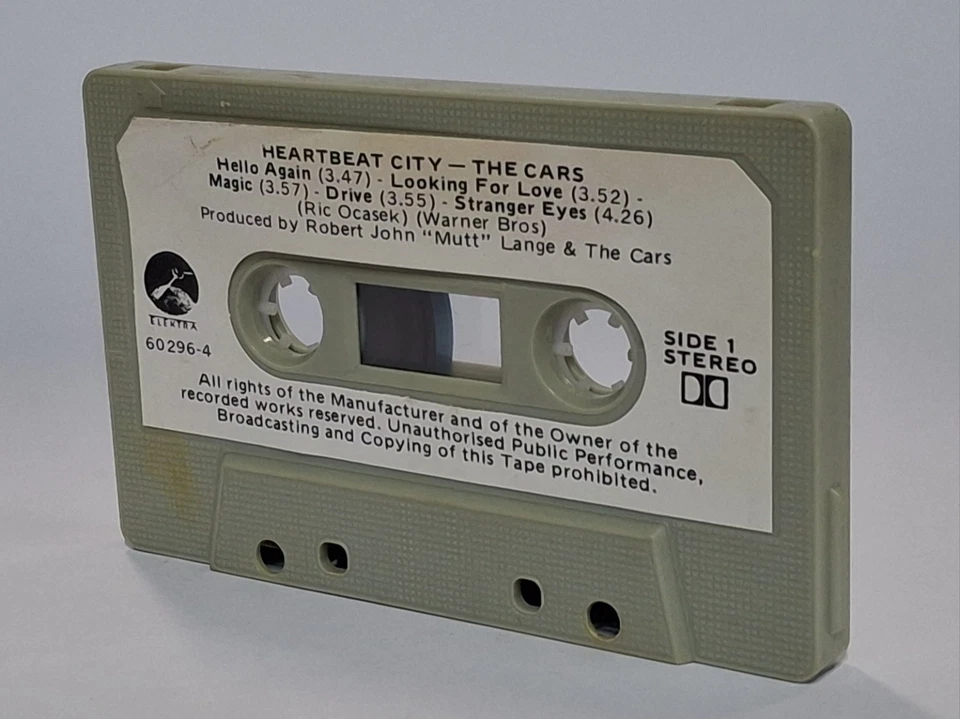 HEARTBEAT CITY — THE CARS
Hello Again (3.47) - Looking For Love (3.52) -
Magic (3.57) - Drive (3.55) - Stranger Eyes (4.26)
(Ric Ocasek) (Warner Bros)
Produced by Robert John "Mutt" Lange & The Cars
ELEKTRA
60296-4
SIDE 1
STEREO
All rights of the Manufacturer and of the Owner of the
recorded works reserved. Unauthorised Public Performance,
Broadcasting and Copying of this Tape prohibited.